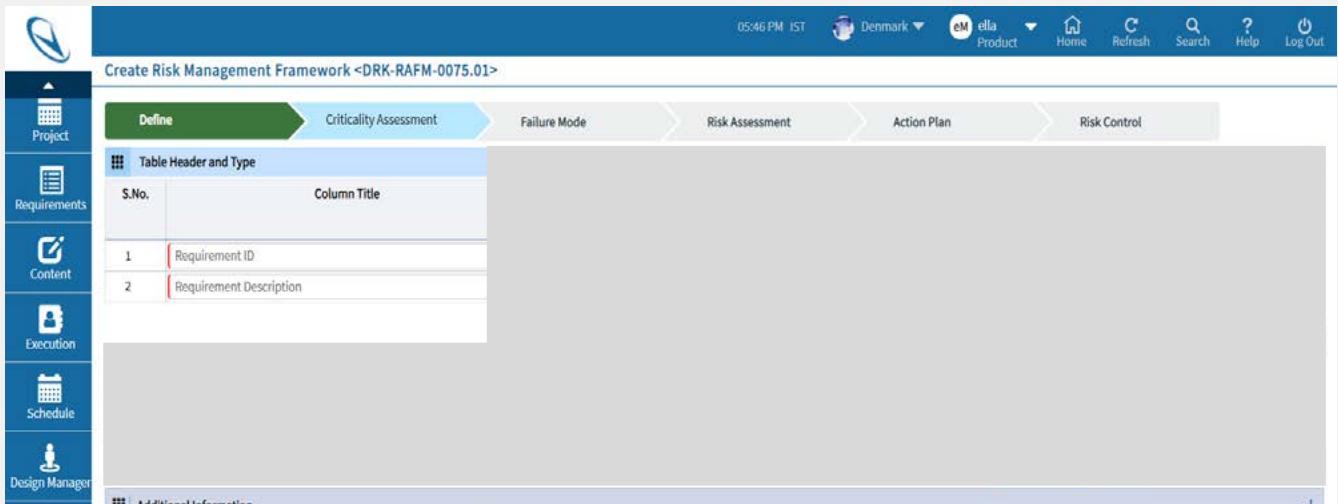 05:46 PM IST
Denmark
eM
ella
Product
Home
Refresh
Search
Help
Log Out
Create Risk Management Framework <DRK-RAFM-0075.01>
Project
Requirements
Content
Execution
Schedule
Design Manager
Define
Criticality Assessment
Failure Mode
Risk Assessment
Action Plan
Risk Control
Table Header and Type
S.No.
Column Title
1
Requirement ID
2
Requirement Description
Additional Information